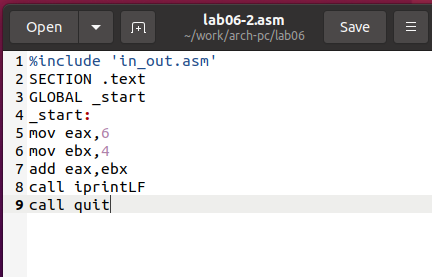 Open
lab06-2.asm
~/work/arch-pc/lab06
Save
1 %include 'in_out.asm'
2 SECTION .text
3 GLOBAL _start
4 _start:
5 mov eax,6
6 mov ebx,4
7 add eax,ebx
8 call iprintLF
9 call quit